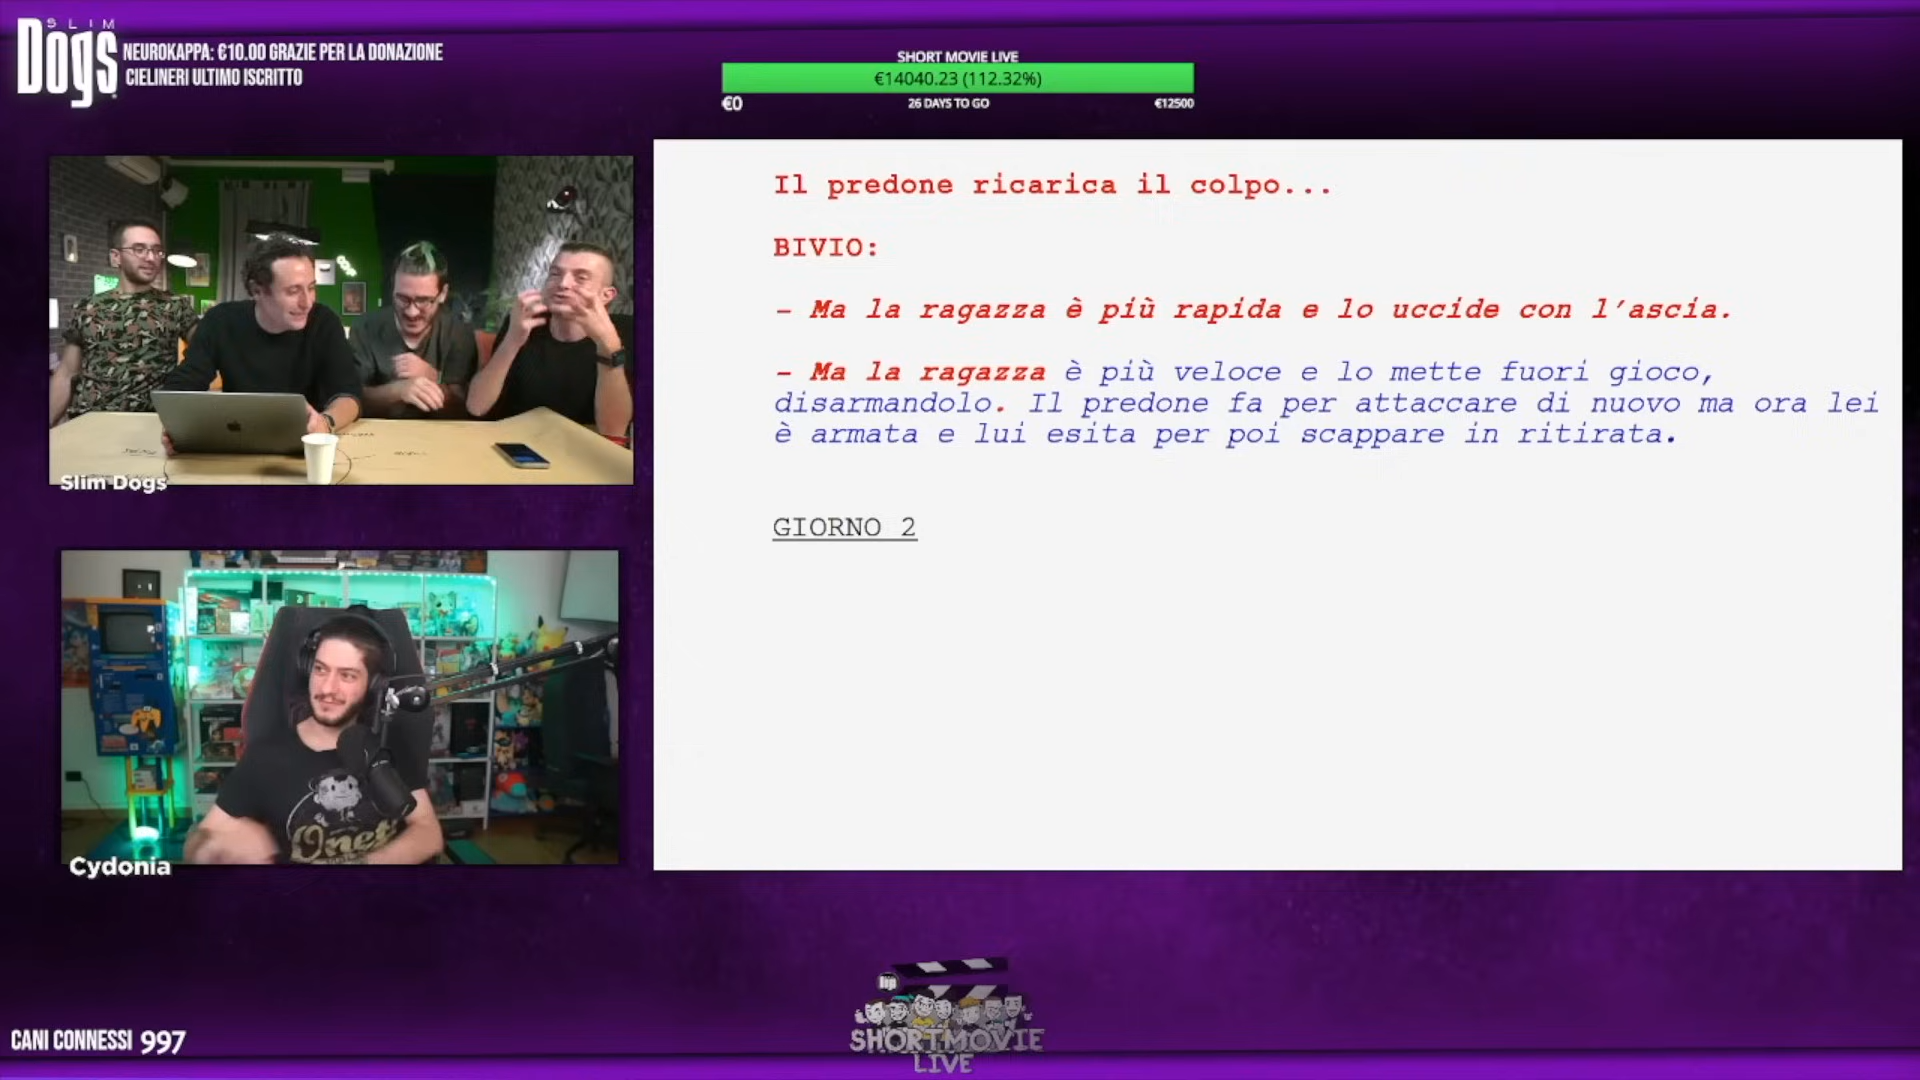 SLIM
Dogs
NEUROKAPPA: €10.00 GRAZIE PER LA DONAZIONE
CIELINERI ULTIMO ISCRITTO
SHORT MOVIE LIVE
€14040.23 (112.32%)
€0
26 DAYS TO GO
€12500
Il predone ricarica il colpo...
BIVIO:
- Ma la ragazza è più rapida e lo uccide con l’ascia.
- Ma la ragazza è più veloce e lo mette fuori gioco,
disarmandolo. Il predone fa per attaccare di nuovo ma ora lei
è armata e lui esita per poi scappare in ritirata.
GIORNO 2
Slim Dogs
Cydonia
SHORTMOVIE
LIVE
CANI CONNESSI 997